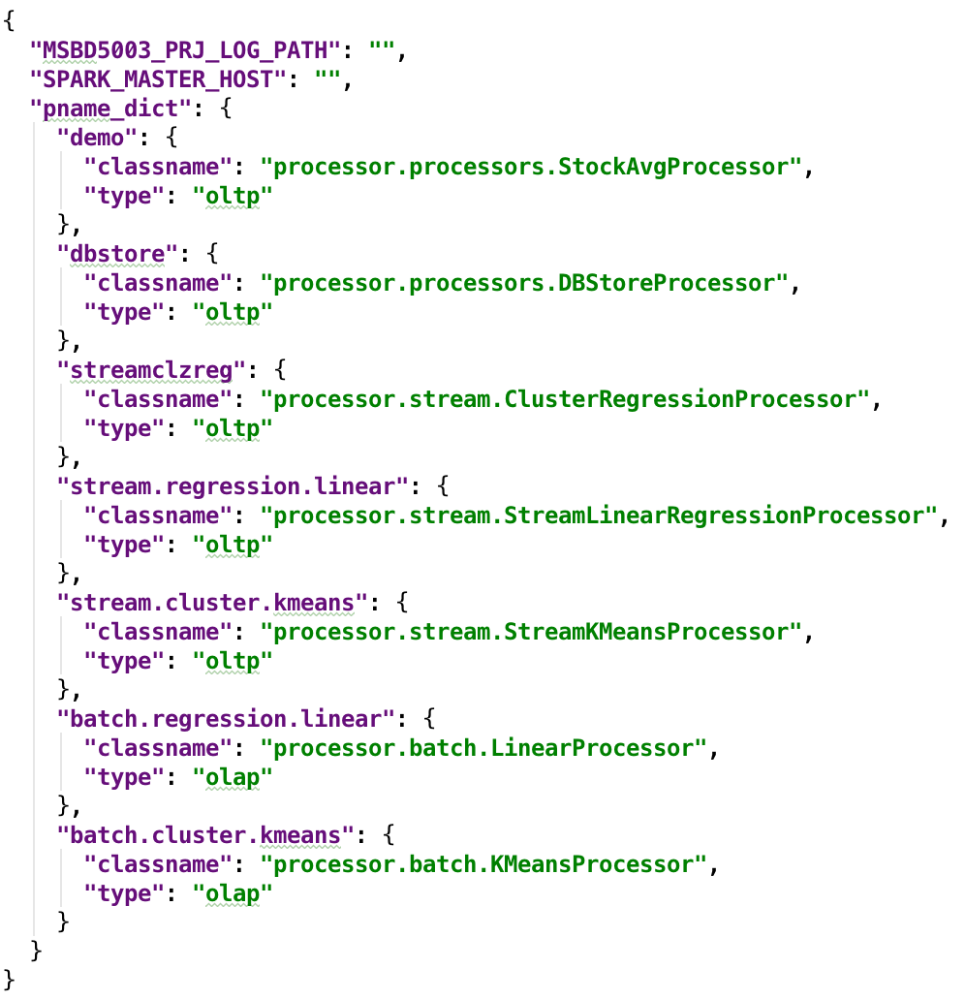 {
  "MSBD5003_PRJ_LOG_PATH": "",
  "SPARK_MASTER_HOST": "",
  "pname_dict": {
    "demo": {
      "classname": "processor.processors.StockAvgProcessor",
      "type": "oltp"
    },
    "dbstore": {
      "classname": "processor.processors.DBStoreProcessor",
      "type": "oltp"
    },
    "streamclzreg": {
      "classname": "processor.stream.ClusterRegressionProcessor",
      "type": "oltp"
    },
    "stream.regression.linear": {
      "classname": "processor.stream.StreamLinearRegressionProcessor",
      "type": "oltp"
    },
    "stream.cluster.kmeans": {
      "classname": "processor.stream.StreamKMeansProcessor",
      "type": "oltp"
    },
    "batch.regression.linear": {
      "classname": "processor.batch.LinearProcessor",
      "type": "olap"
    },
    "batch.cluster.kmeans": {
      "classname": "processor.batch.KMeansProcessor",
      "type": "olap"
    }
  }
}